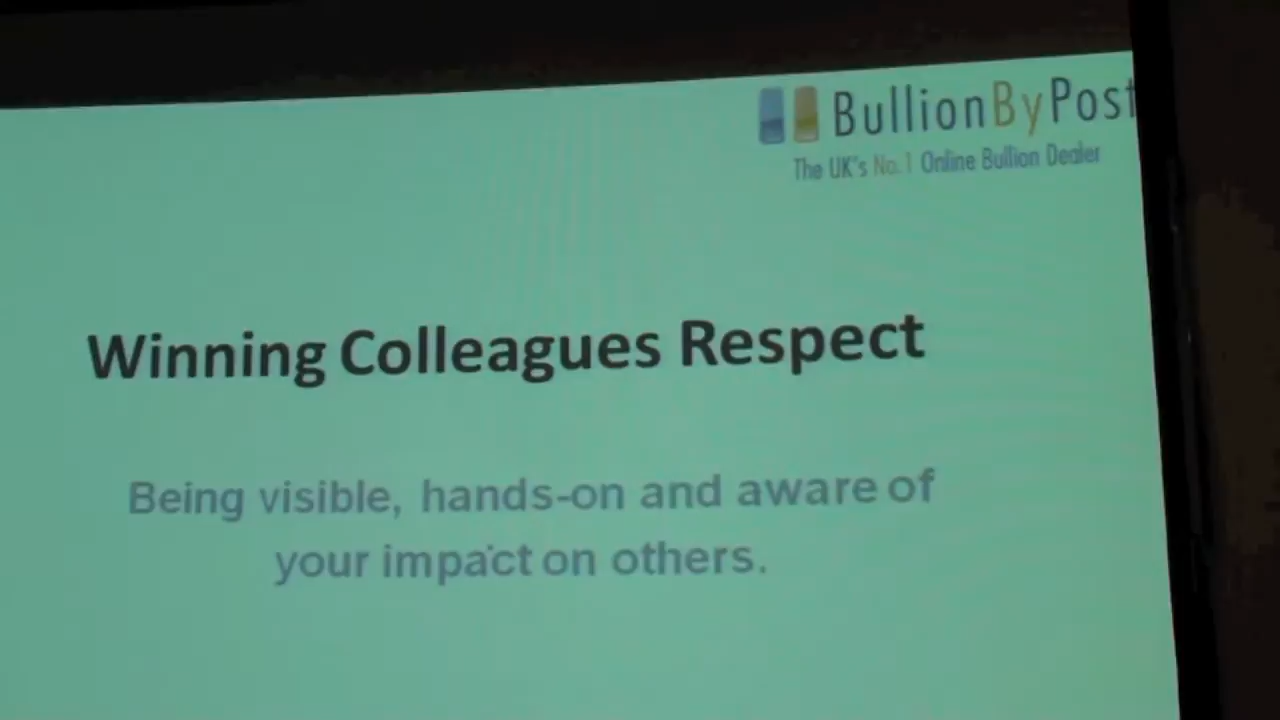 BullionByPost
The UK's No.1 Online Bullion Dealer
Winning Colleagues Respect
Being visible, hands-on and aware of
your impact on others.